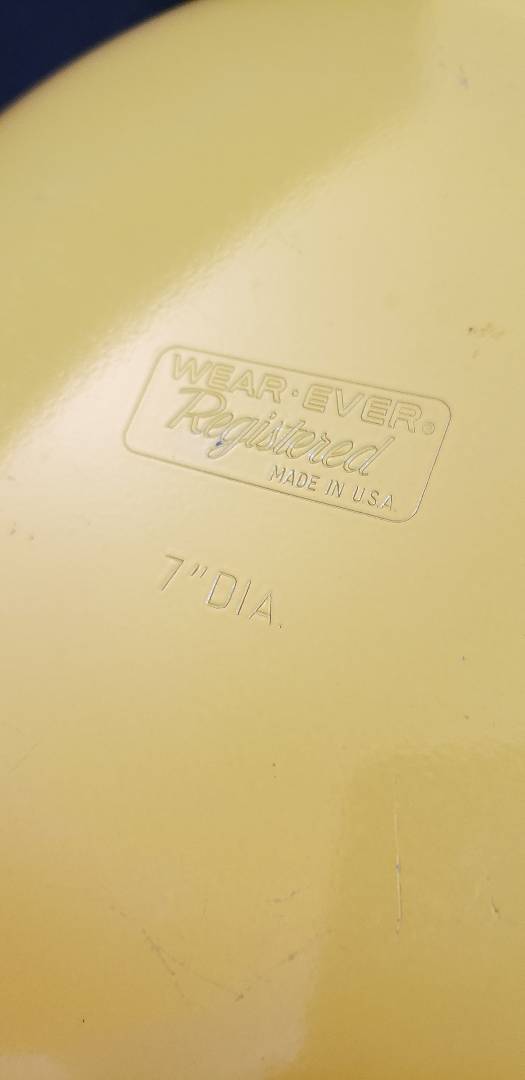 WEAR·EVER®
Registered
MADE IN U.S.A.
7" DIA.